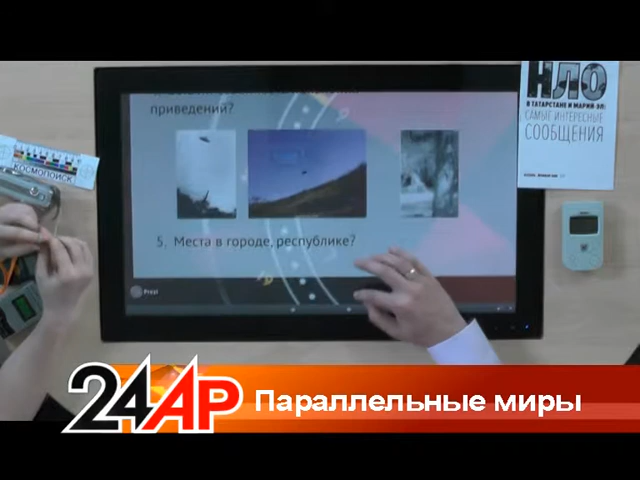 приведений?
5. Места в городе, республике?
Prezi
КОСМОПОИСК
НЛО
В ТАТАРСТАНЕ И МАРИЙ ЭЛ:
САМЫЕ ИНТЕРЕСНЫЕ
СООБЩЕНИЯ
24АР
Параллельные миры